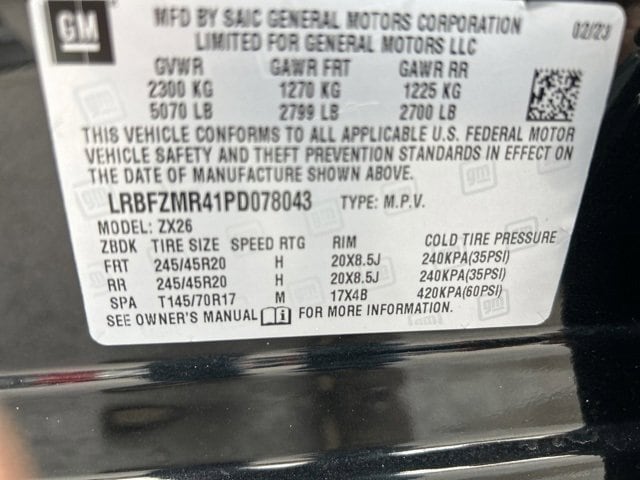 GM
MFD BY SAIC GENERAL MOTORS CORPORATION 02/23
LIMITED FOR GENERAL MOTORS LLC
GVWR GAWR FRT GAWR RR
2300 KG 1270 KG 1225 KG
5070 LB 2799 LB 2700 LB
THIS VEHICLE CONFORMS TO ALL APPLICABLE U.S. FEDERAL MOTOR
VEHICLE SAFETY AND THEFT PREVENTION STANDARDS IN EFFECT ON
THE DATE OF MANUFACTURE SHOWN ABOVE.
LRBFZMR41PD078043 TYPE: M.P.V.
MODEL: ZX26
ZBDK TIRE SIZE SPEED RTG RIM COLD TIRE PRESSURE
FRT 245/45R20 H 20X8.5J 240KPA(35PSI)
RR 245/45R20 H 20X8.5J 240KPA(35PSI)
SPA T145/70R17 M 17X4B 420KPA(60PSI)
SEE OWNER'S MANUAL FOR MORE INFORMATION.